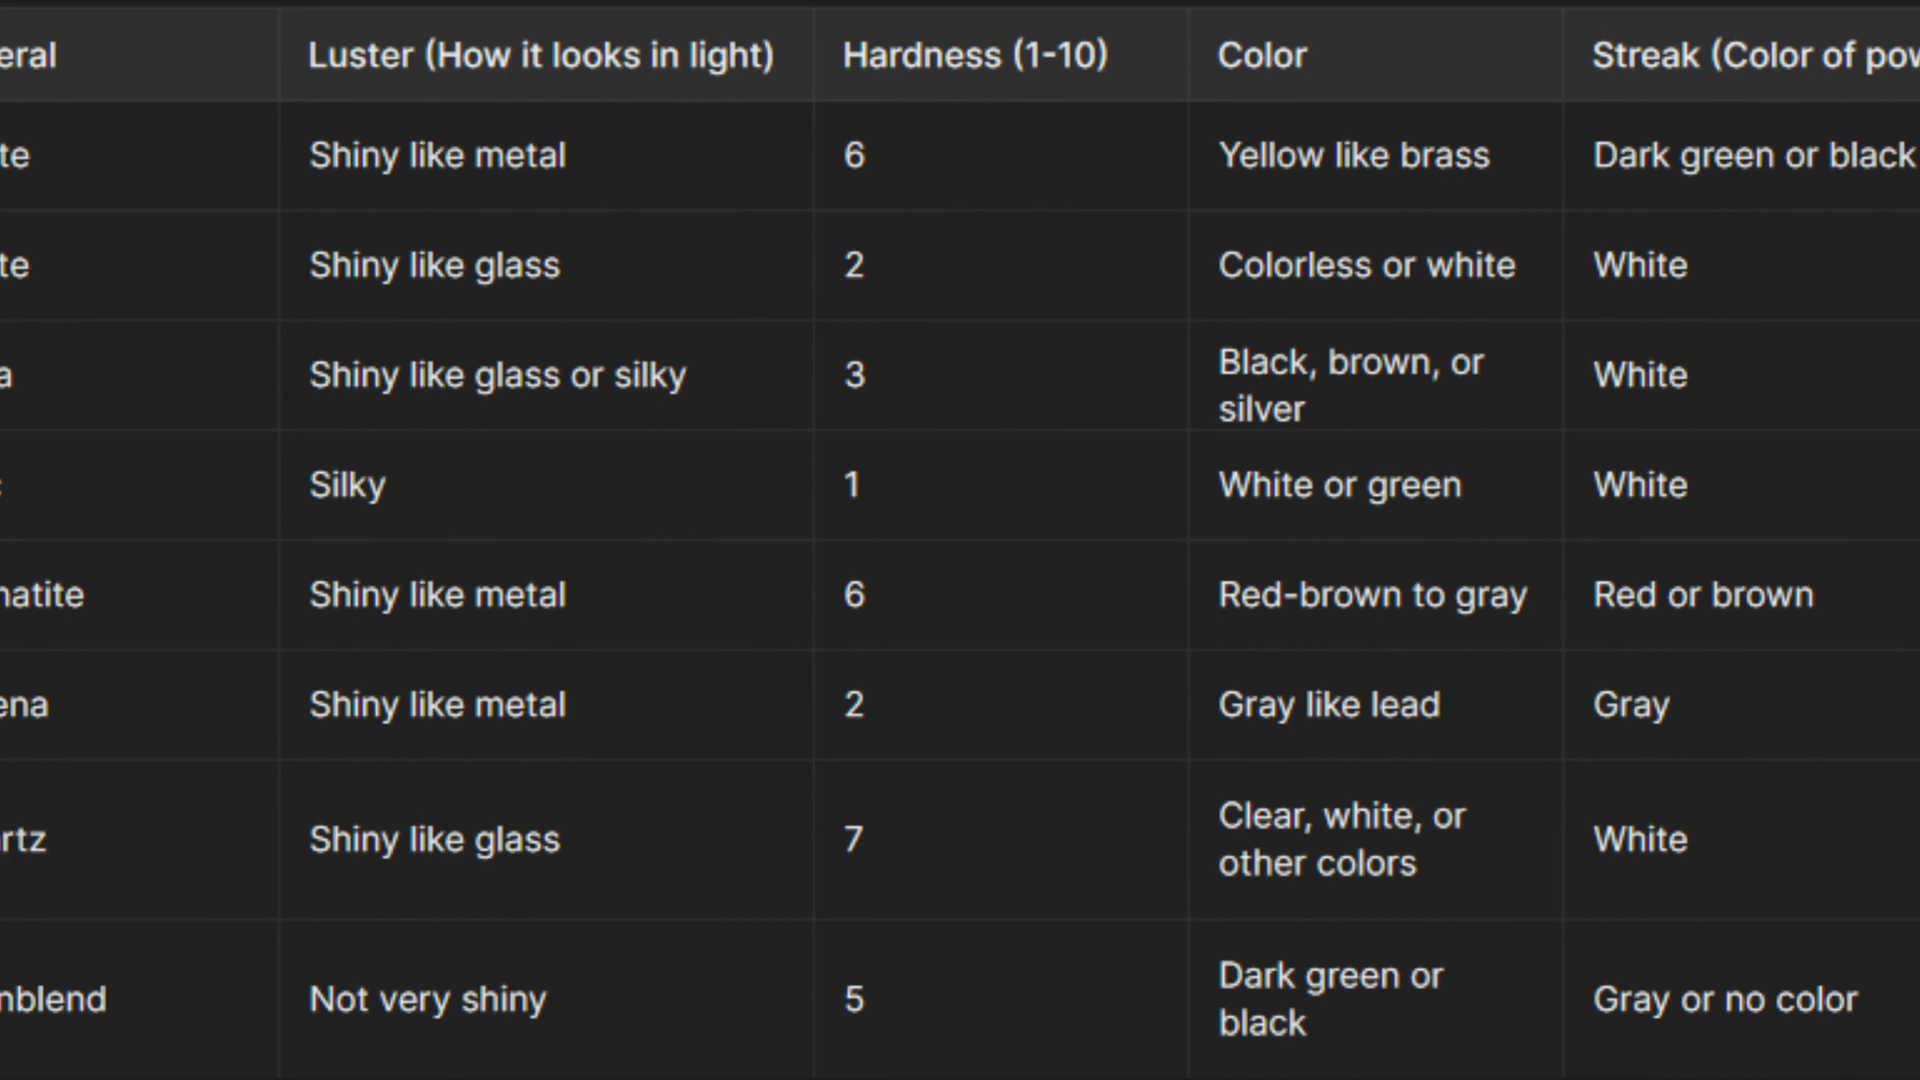 eral Luster (How it looks in light) Hardness (1-10) Color Streak (Color of pow
te Shiny like metal 6 Yellow like brass Dark green or black
te Shiny like glass 2 Colorless or white White
a Shiny like glass or silky 3 Black, brown, or silver White
Silky 1 White or green White
natite Shiny like metal 6 Red-brown to gray Red or brown
ena Shiny like metal 2 Gray like lead Gray
rtz Shiny like glass 7 Clear, white, or other colors White
nblend Not very shiny 5 Dark green or black Gray or no color